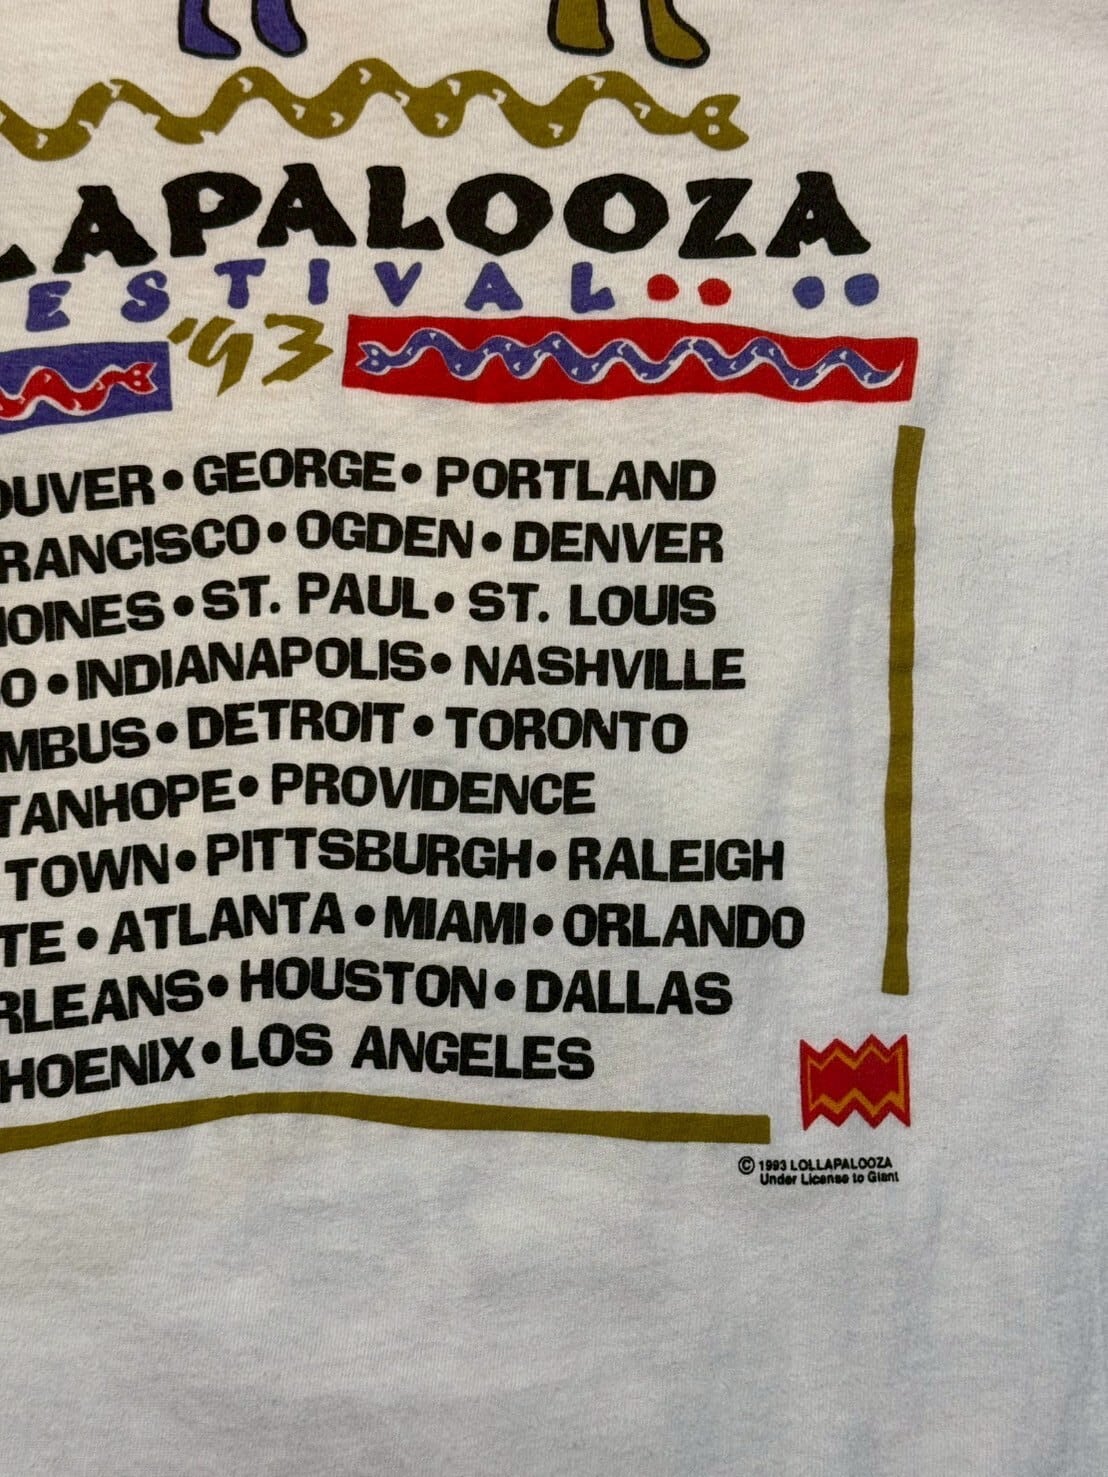 LAPALOOZA
ESTIVAL
'93
OUVER • GEORGE • PORTLAND
RANCISCO • OGDEN • DENVER
OINES • ST. PAUL • ST. LOUIS
O • INDIANAPOLIS • NASHVILLE
MBUS • DETROIT • TORONTO
TANHOPE • PROVIDENCE
TOWN • PITTSBURGH • RALEIGH
TE • ATLANTA • MIAMI • ORLANDO
RLEANS • HOUSTON • DALLAS
HOENIX • LOS ANGELES
© 1993 LOLLAPALOOZA
Under License to Giant